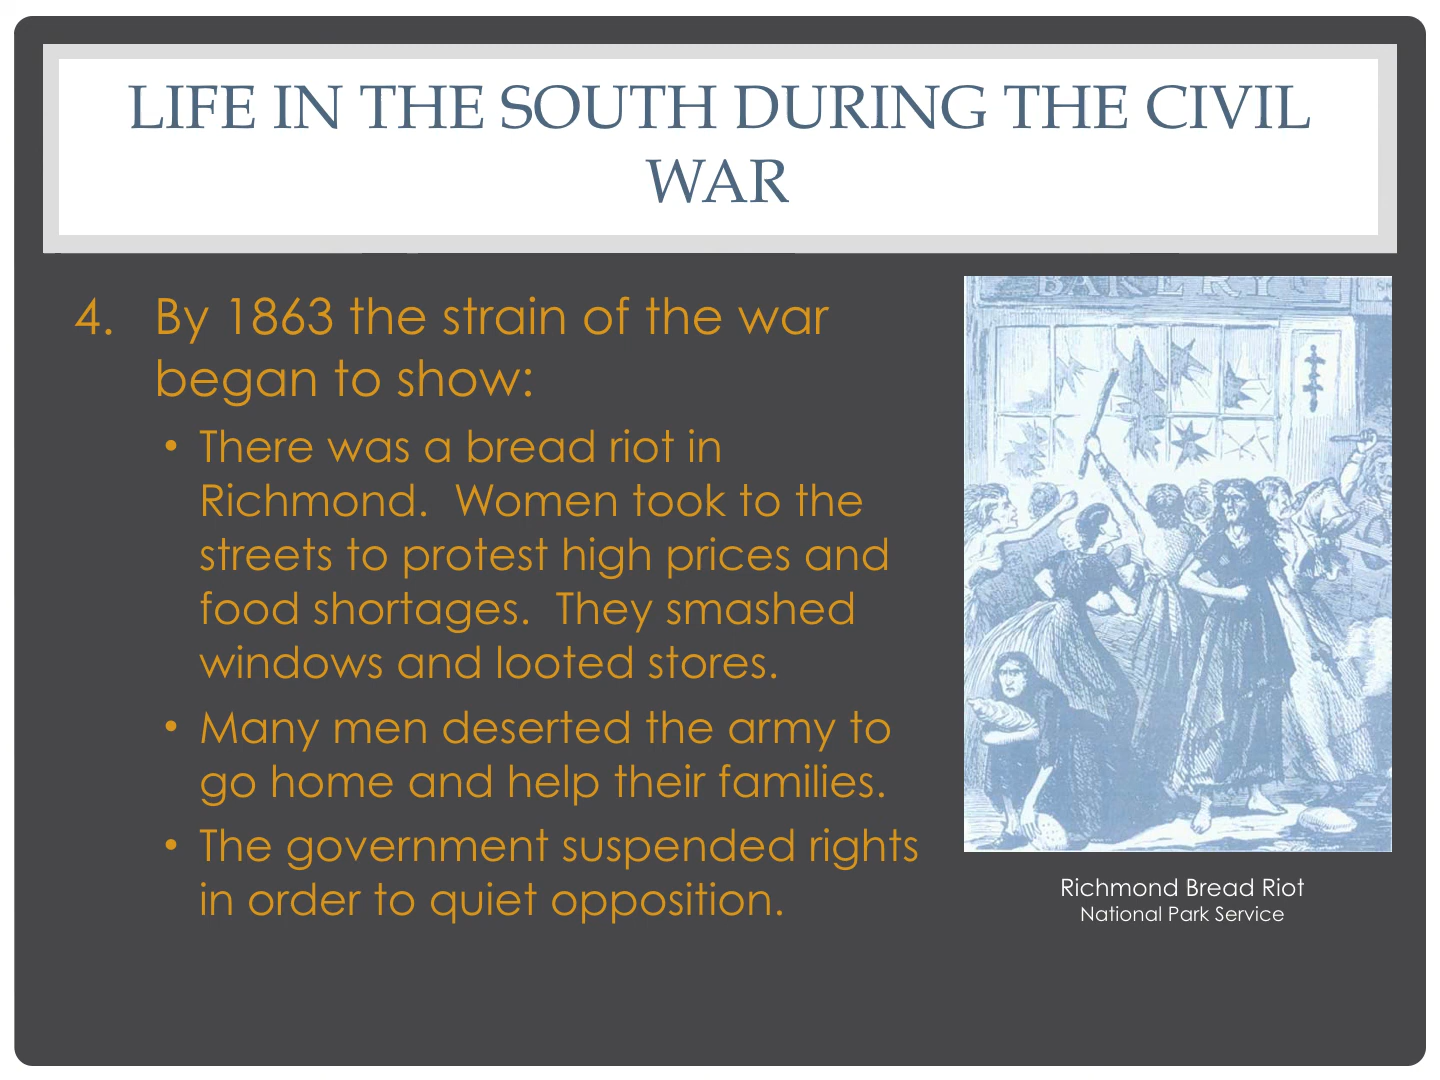 LIFE IN THE SOUTH DURING THE CIVIL
WAR
4. By 1863 the strain of the war
began to show:
• There was a bread riot in
Richmond.  Women took to the
streets to protest high prices and
food shortages.  They smashed
windows and looted stores.
• Many men deserted the army to
go home and help their families.
• The government suspended rights
in order to quiet opposition.
BAKERY
Richmond Bread Riot
National Park Service